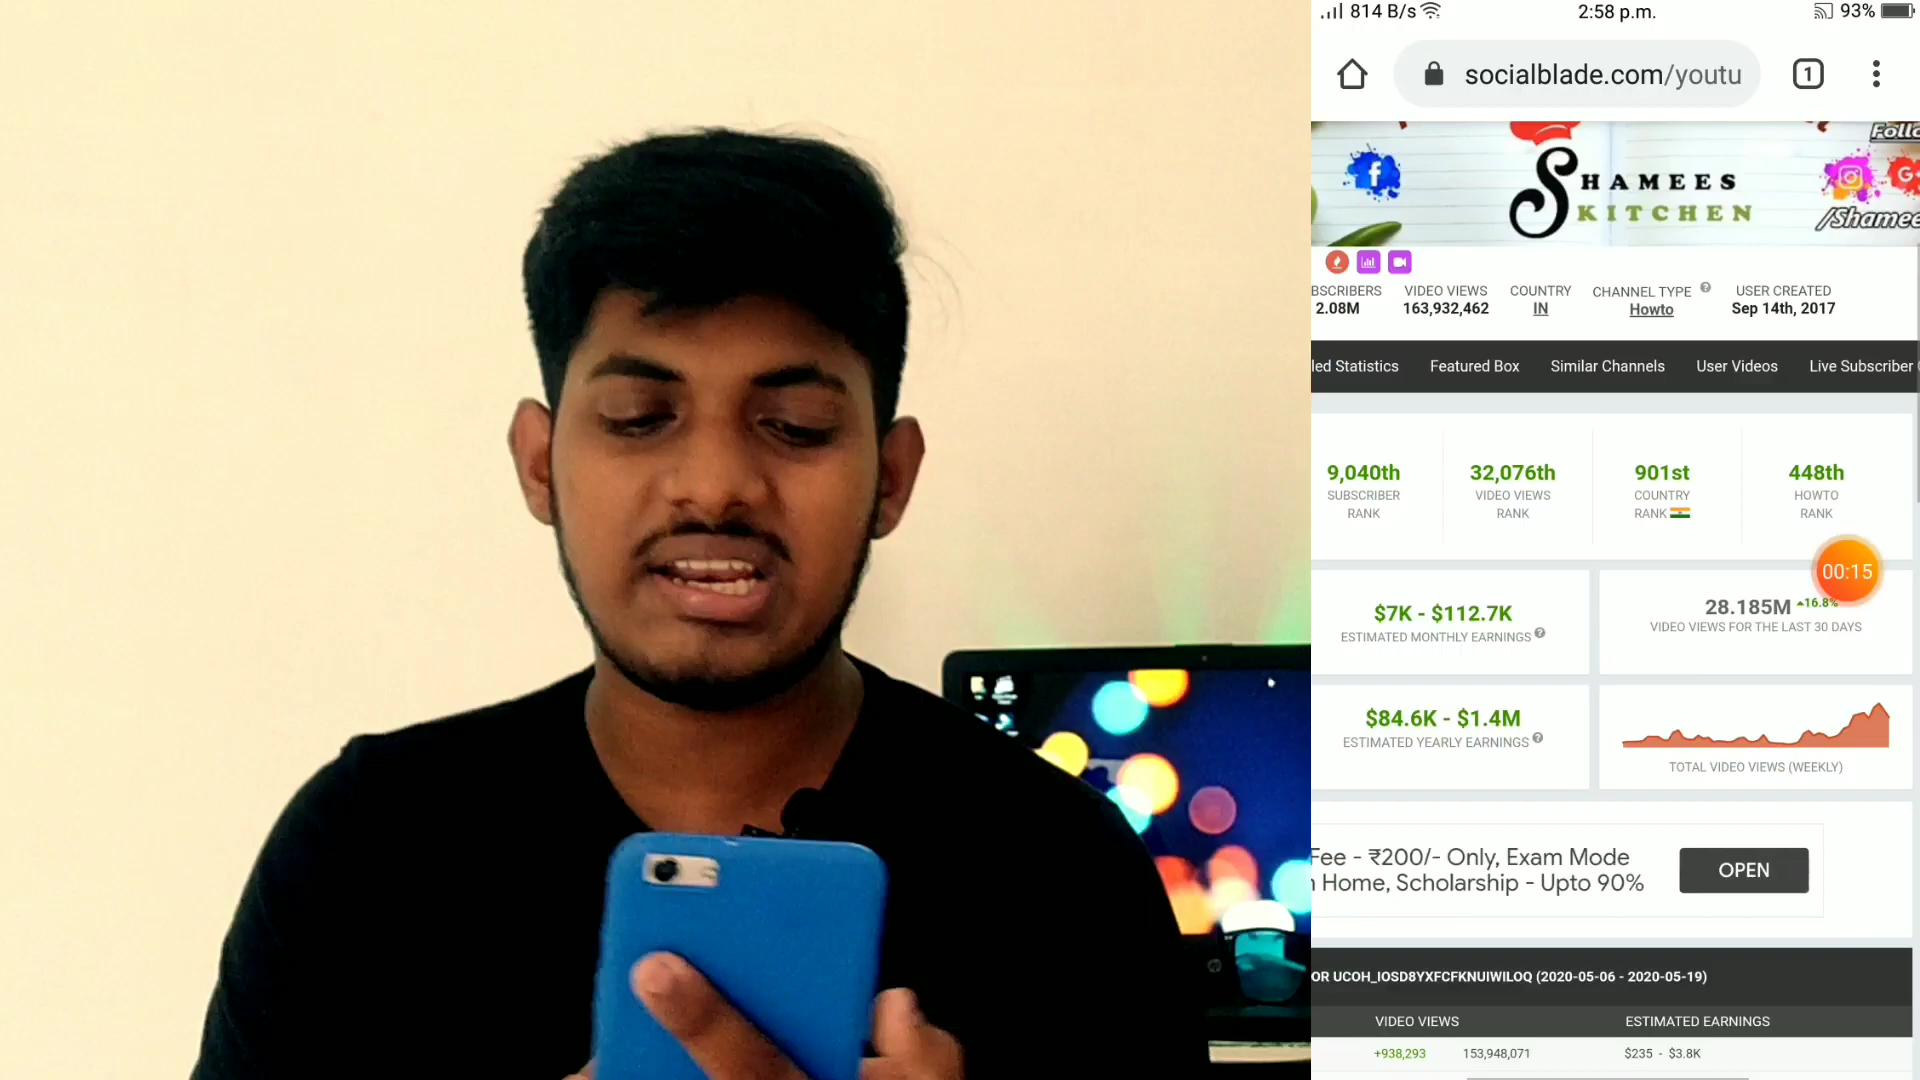 814 B/s
2:58 p.m.
93%
socialblade.com/youtu
1
Follo
SHAMEES
KITCHEN
/Shamee
BSCRIBERS
2.08M
VIDEO VIEWS
163,932,462
COUNTRY
IN
CHANNEL TYPE
Howto
USER CREATED
Sep 14th, 2017
led Statistics
Featured Box
Similar Channels
User Videos
Live Subscriber
9,040th
SUBSCRIBER
RANK
32,076th
VIDEO VIEWS
RANK
901st
COUNTRY
RANK
448th
HOWTO
RANK
00:15
$7K - $112.7K
ESTIMATED MONTHLY EARNINGS
28.185M 16.8%
VIDEO VIEWS FOR THE LAST 30 DAYS
$84.6K - $1.4M
ESTIMATED YEARLY EARNINGS
TOTAL VIDEO VIEWS (WEEKLY)
Fee - ₹200/- Only, Exam Mode
Home, Scholarship - Upto 90%
OPEN
OR UCOH_IOSD8YXFCFKNUIWILOQ (2020-05-06 - 2020-05-19)
VIDEO VIEWS
ESTIMATED EARNINGS
+938,293
153,948,071
$235 - $3.8K